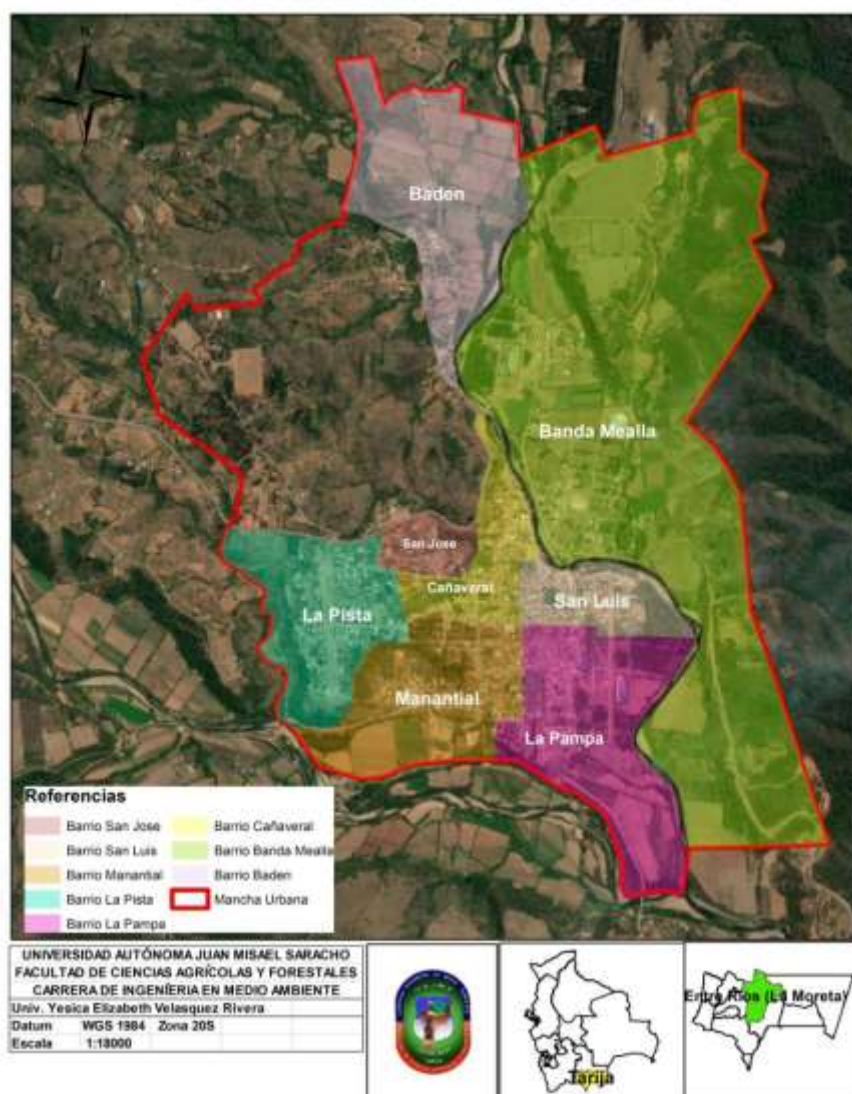 N
Baden
Banda Mealla
San Jose
Cañaveral
San Luis
La Pista
Manantial
La Pampa
Referencias
Barrio San Jose
Barrio San Luis
Barrio Manantial
Barrio La Pista
Barrio La Pampa
Barrio Cañaveral
Barrio Banda Mealla
Barrio Baden
Mancha Urbana
UNIVERSIDAD AUTÓNOMA JUAN MISAEL SARACHO
FACULTAD DE CIENCIAS AGRÍCOLAS Y FORESTALES
CARRERA DE INGENIERÍA EN MEDIO AMBIENTE
Univ. Yesica Elizabeth Velasquez Rivera
Datum WGS 1984 Zona 20S
Escala 1:18000
Tarija
Entre Rios (La Moreta)